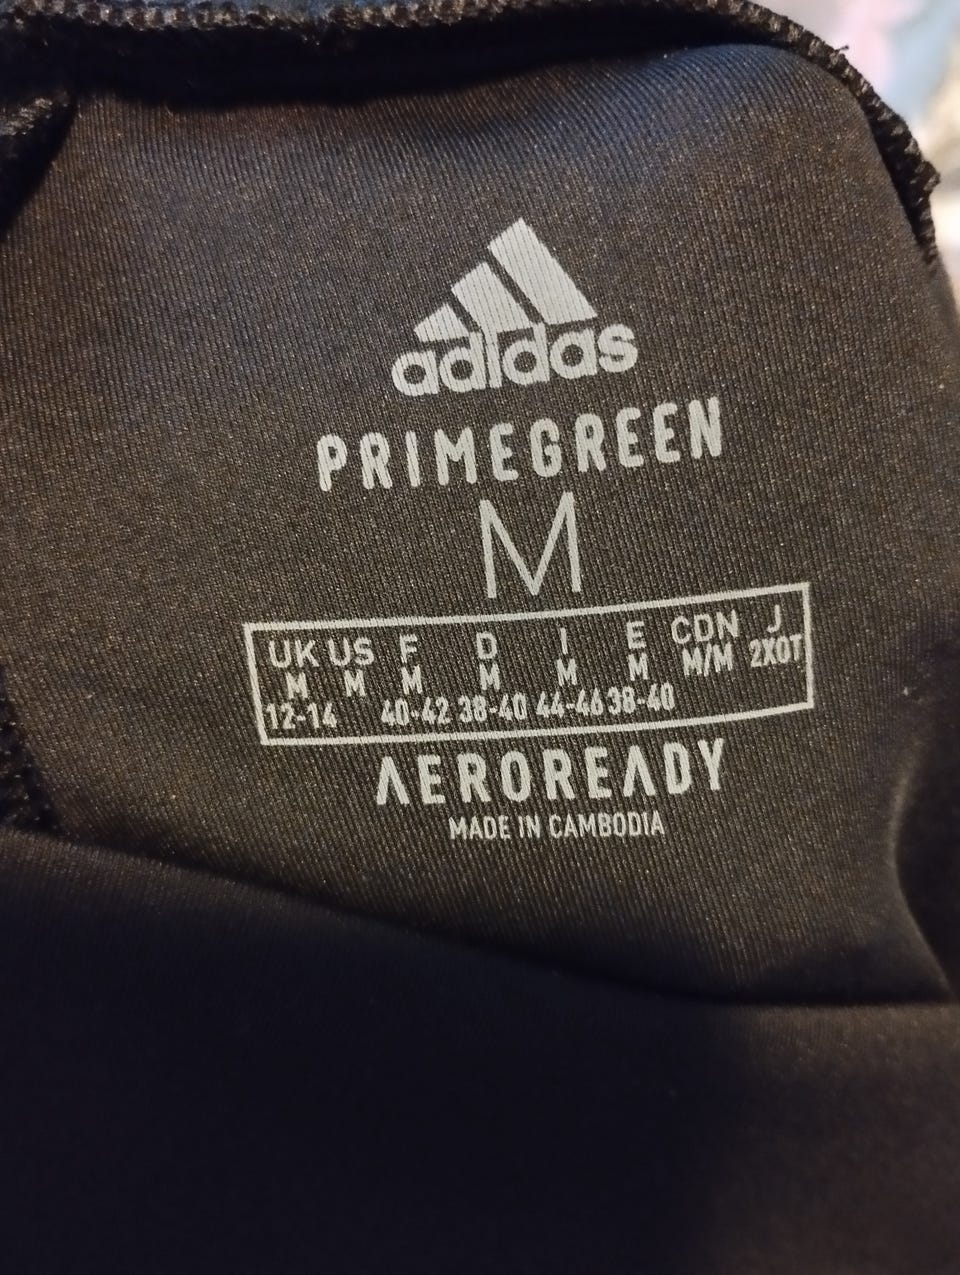 adidas
PRIMEGREEN
M
UK US F D I E CDN J
M M M M M M M/M 2XOT
12-14 40-42 38-40 44-46 38-40
AEROREADY
MADE IN CAMBODIA